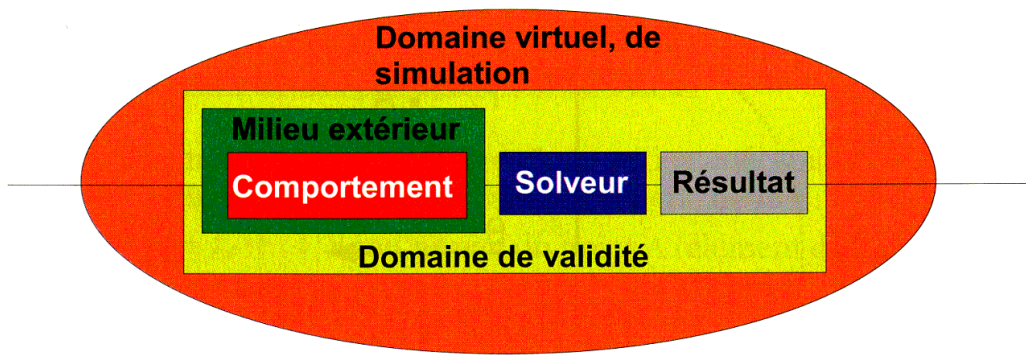 Domaine virtuel, de
simulation
Milieu extérieur
Comportement
Solveur
Résultat
Domaine de validité